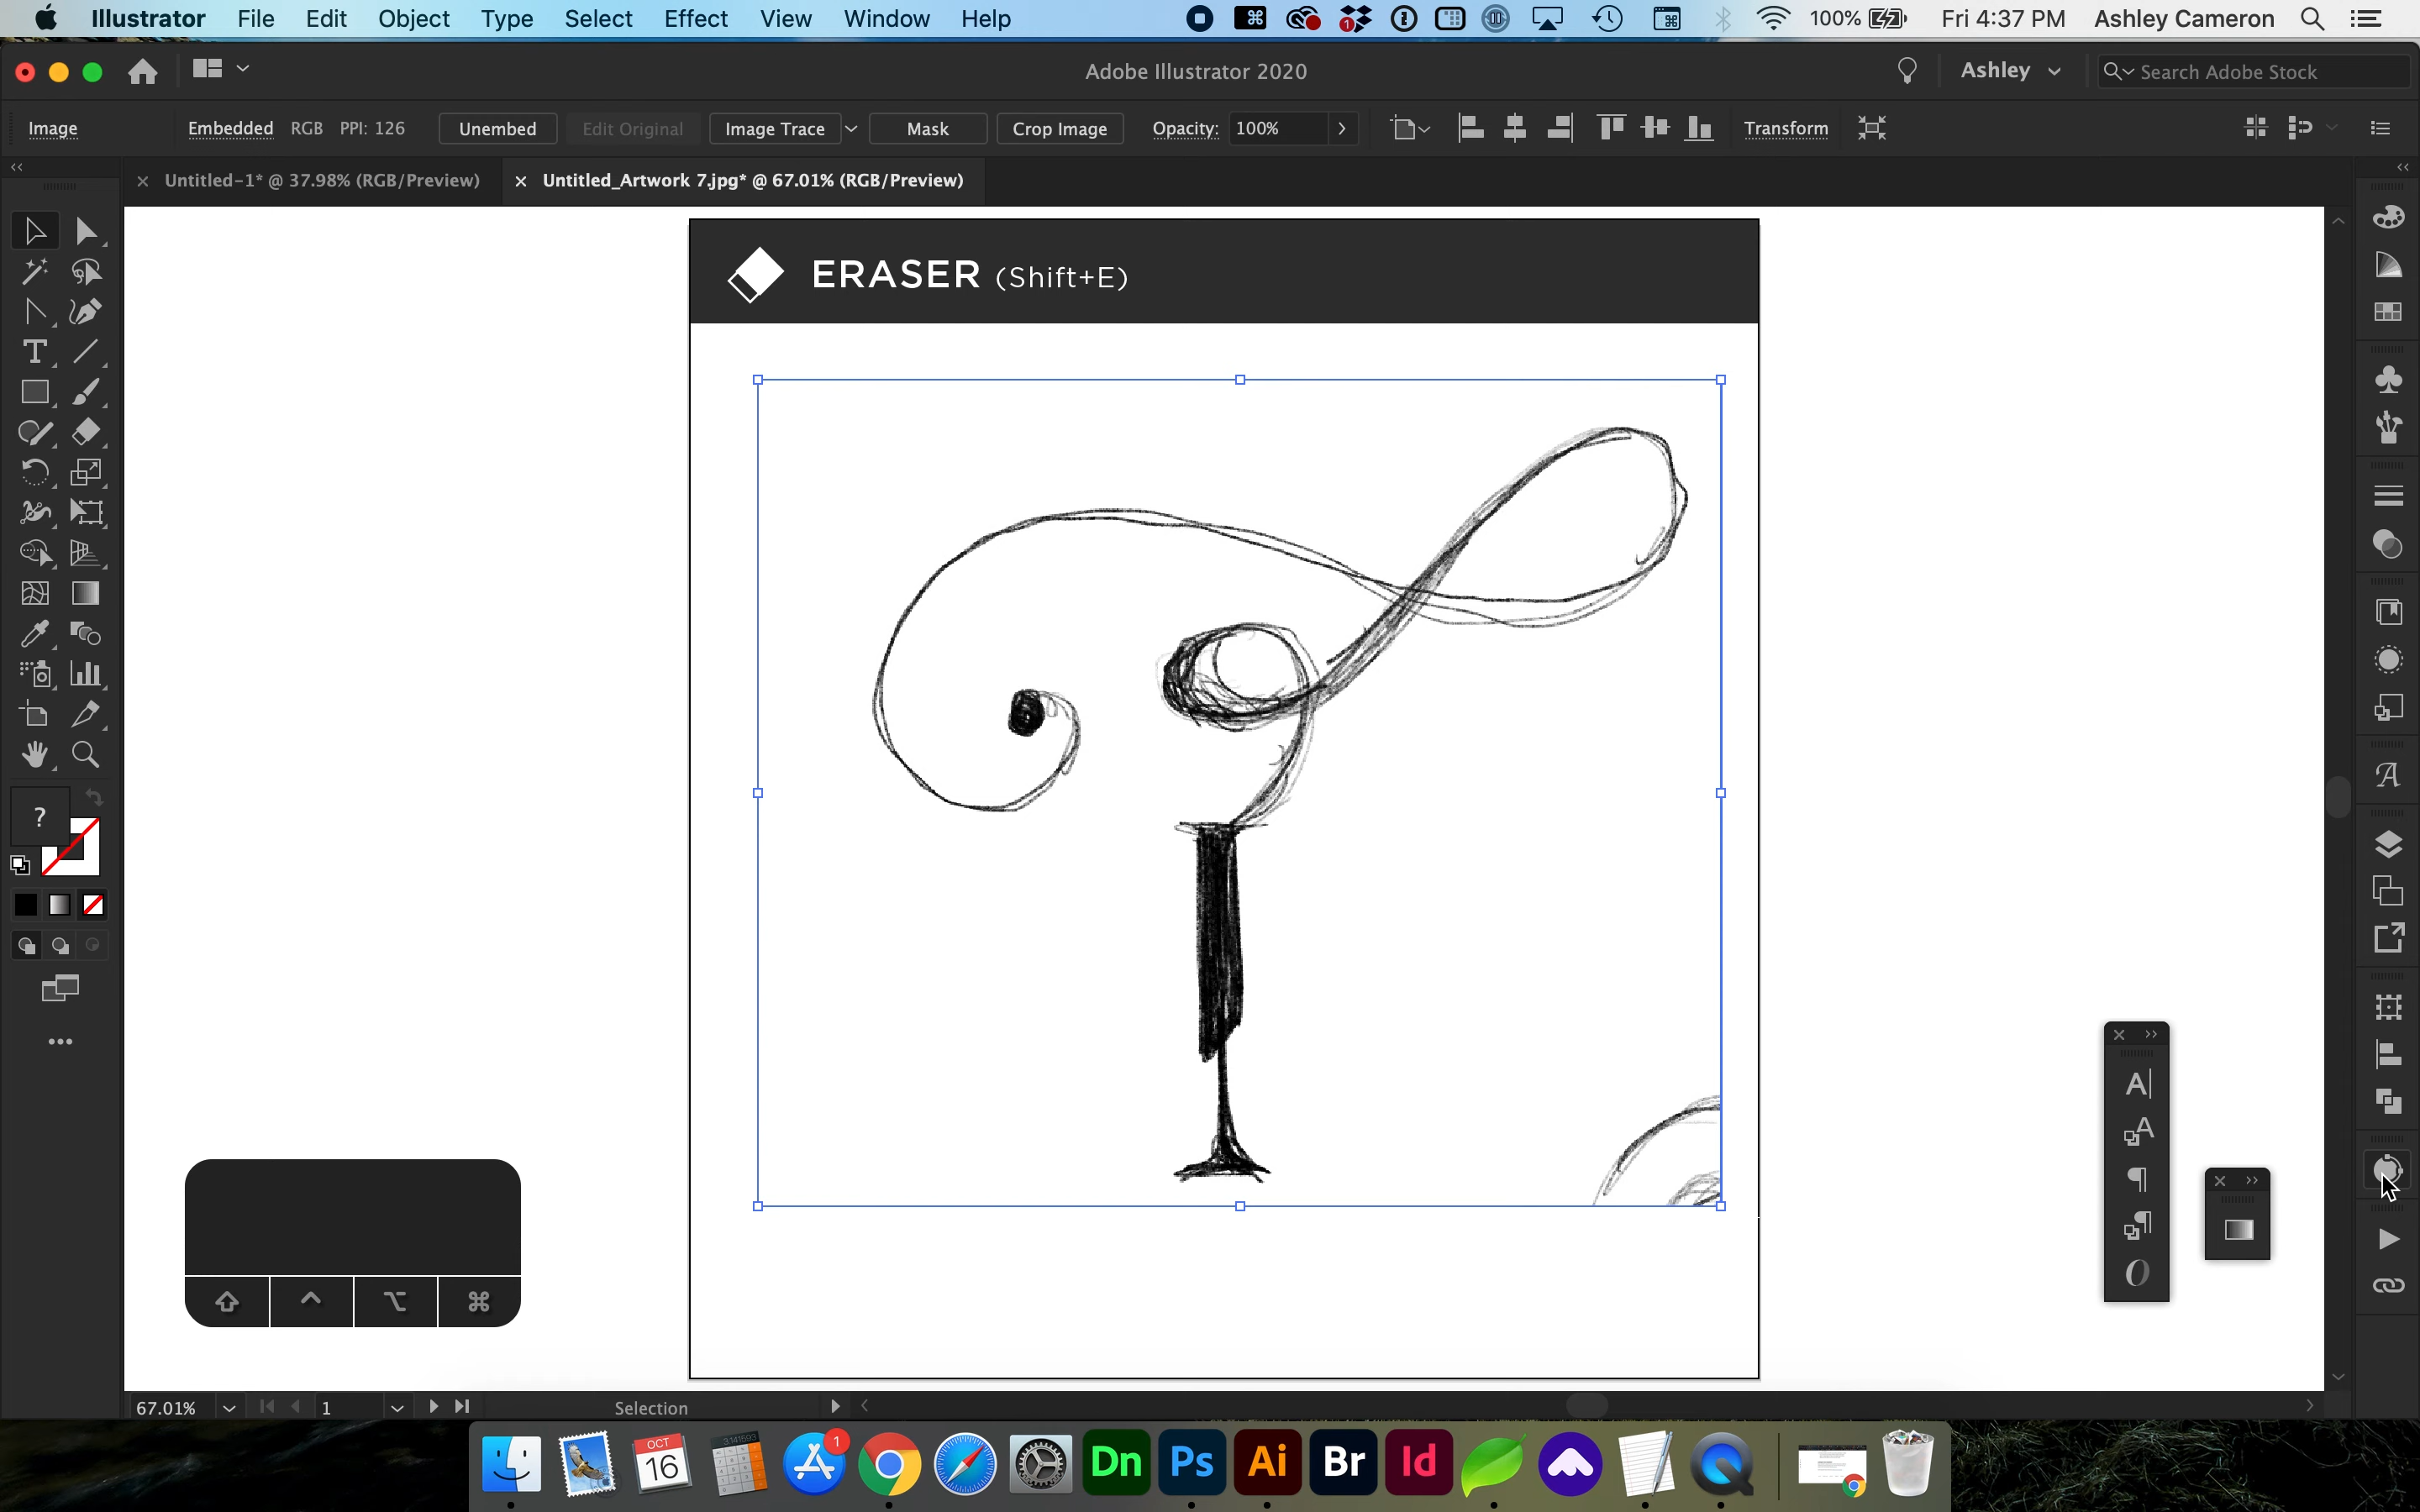 Illustrator File Edit Object Type Select Effect View Window Help
100% Fri 4:37 PM Ashley Cameron
Adobe Illustrator 2020
Ashley
Search Adobe Stock
Image Embedded RGB PPI: 126 Unembed Edit Original Image Trace Mask Crop Image Opacity: 100% Transform
Untitled-1* @ 37.98% (RGB/Preview)
Untitled_Artwork 7.jpg* @ 67.01% (RGB/Preview)
ERASER (Shift+E)
?
67.01% 1 Selection
OCT
16
3.141593
1
Dn Ps Ai Br Id